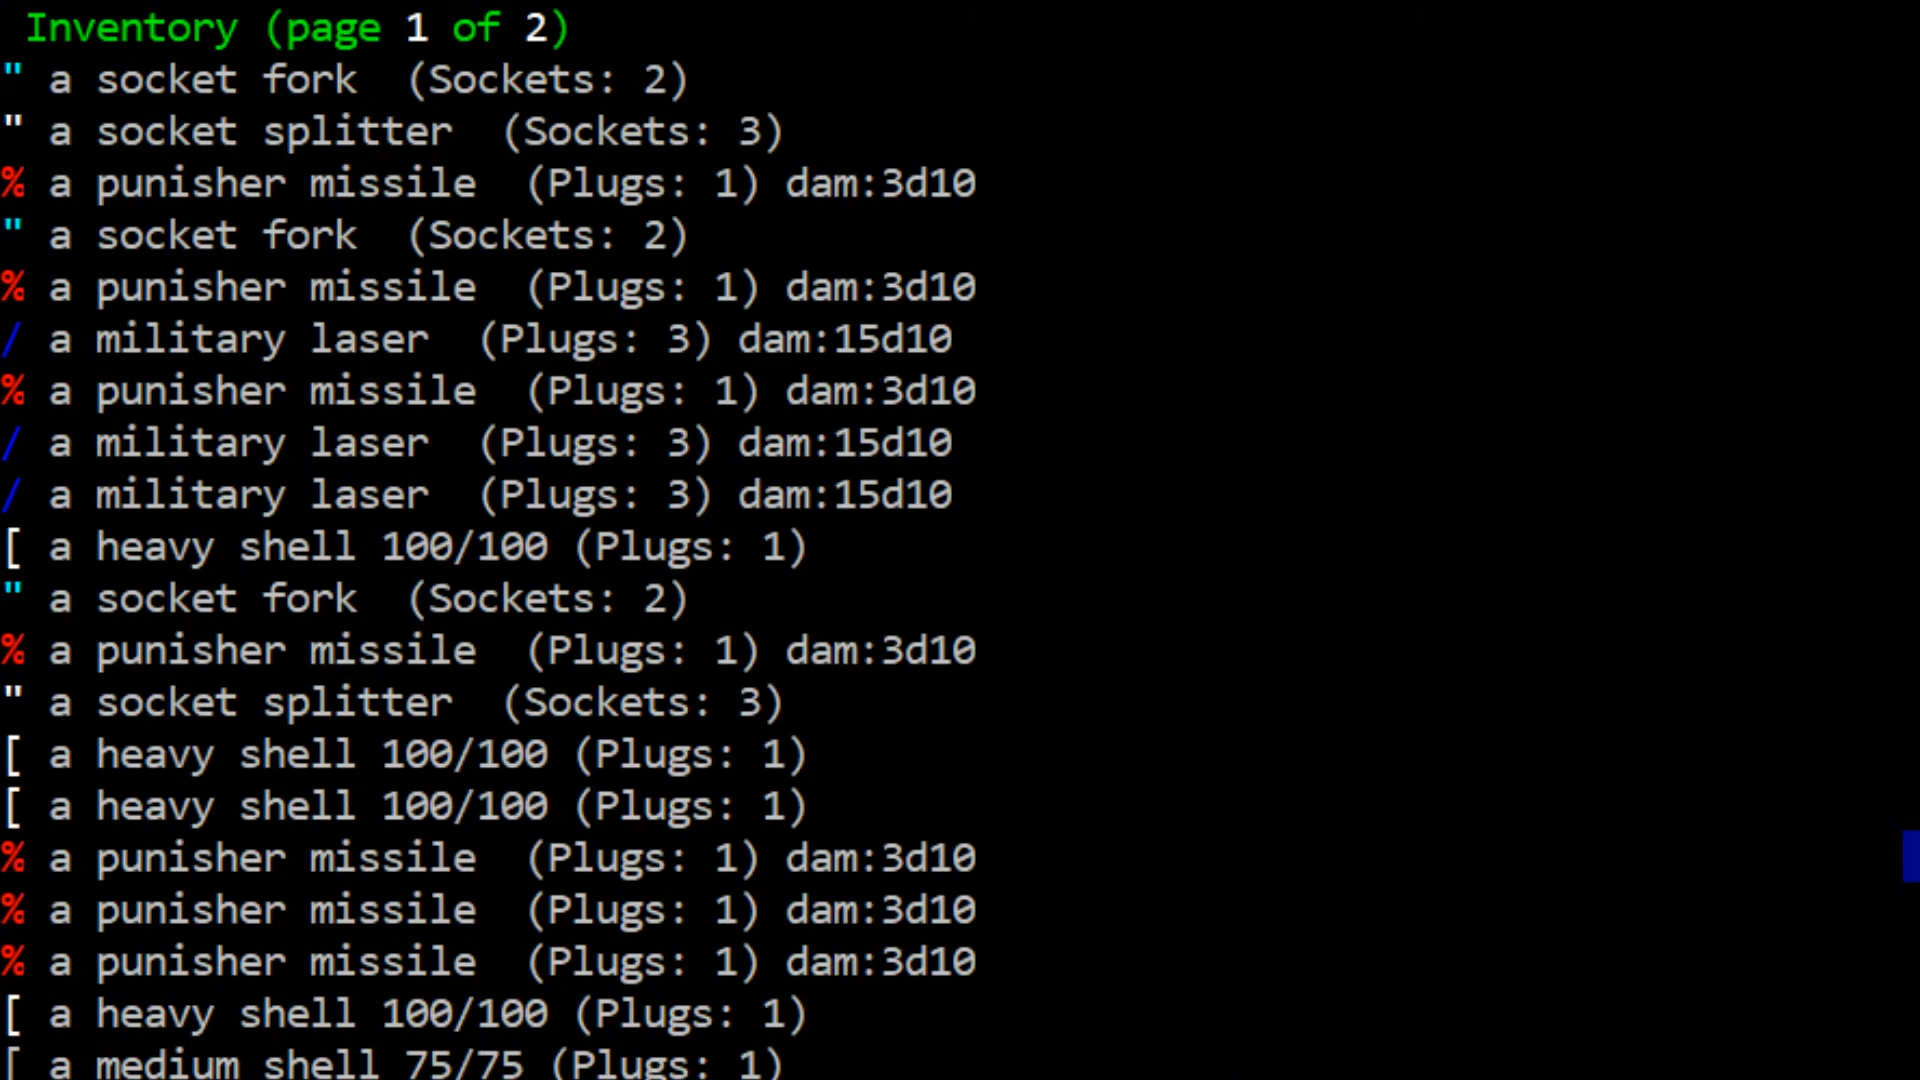 Inventory (page 1 of 2)
" a socket fork  (Sockets: 2)
" a socket splitter  (Sockets: 3)
% a punisher missile  (Plugs: 1) dam:3d10
" a socket fork  (Sockets: 2)
% a punisher missile  (Plugs: 1) dam:3d10
/ a military laser  (Plugs: 3) dam:15d10
% a punisher missile  (Plugs: 1) dam:3d10
/ a military laser  (Plugs: 3) dam:15d10
/ a military laser  (Plugs: 3) dam:15d10
[ a heavy shell 100/100 (Plugs: 1)
" a socket fork  (Sockets: 2)
% a punisher missile  (Plugs: 1) dam:3d10
" a socket splitter  (Sockets: 3)
[ a heavy shell 100/100 (Plugs: 1)
[ a heavy shell 100/100 (Plugs: 1)
% a punisher missile  (Plugs: 1) dam:3d10
% a punisher missile  (Plugs: 1) dam:3d10
% a punisher missile  (Plugs: 1) dam:3d10
[ a heavy shell 100/100 (Plugs: 1)
[ a medium shell 75/75 (Plugs: 1)